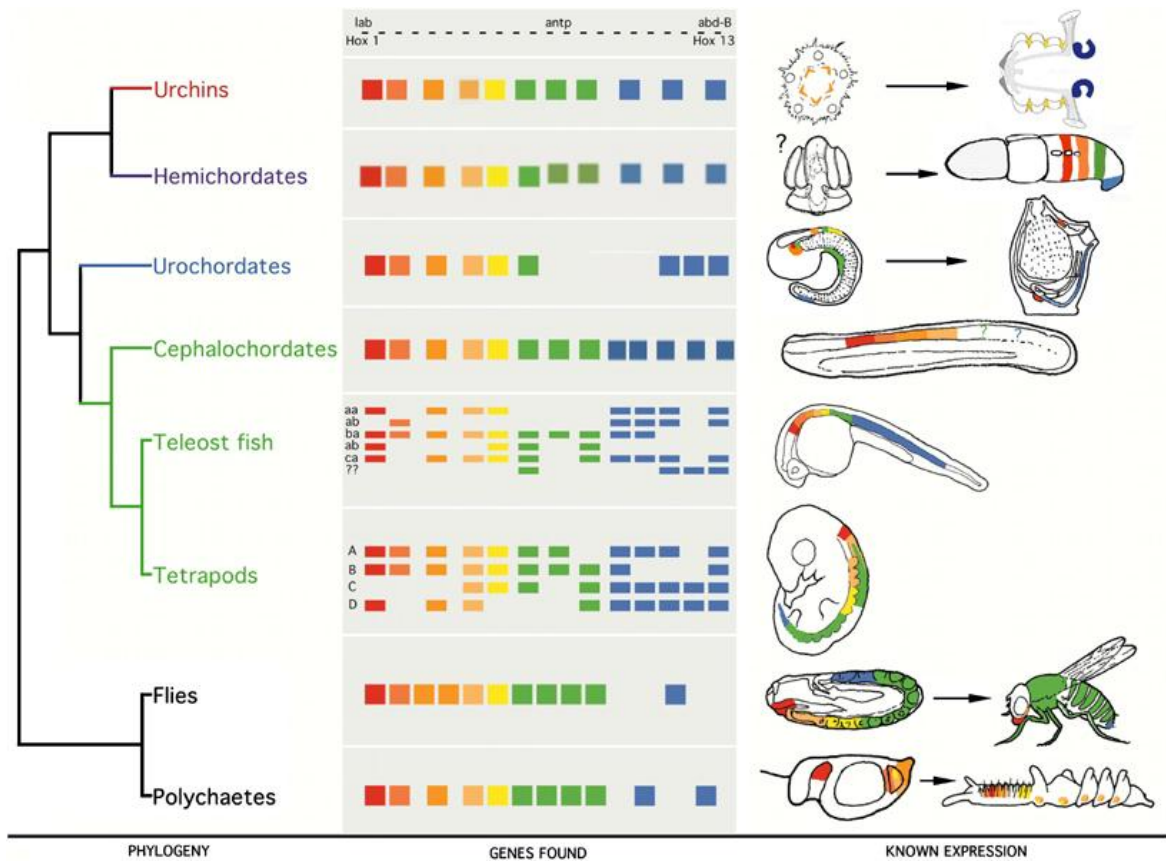 lab antp abd-B
Hox 1 Hox 13
Urchins
?
Hemichordates
Urochordates
Cephalochordates
? ?
aa
ab
ba
ab
ca
??
Teleost fish
A
B
C
D
Tetrapods
Flies
Polychaetes
PHYLOGENY GENES FOUND KNOWN EXPRESSION